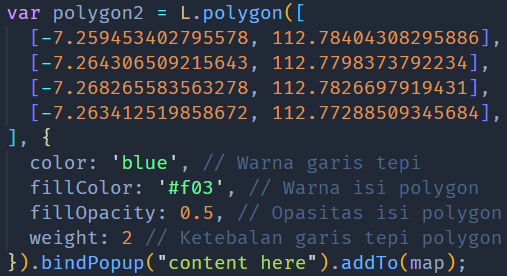 var polygon2 = L.polygon([
[-7.259453402795578, 112.78404308295886],
[-7.264306509215643, 112.7798373792234],
[-7.268265583563278, 112.7826697919431],
[-7.263412519858672, 112.77288509345684],
], {
color: 'blue', // Warna garis tepi
fillColor: '#f03', // Warna isi polygon
fillOpacity: 0.5, // Opasitas isi polygon
weight: 2 // Ketebalan garis tepi polygon
}).bindPopup("content here").addTo(map);